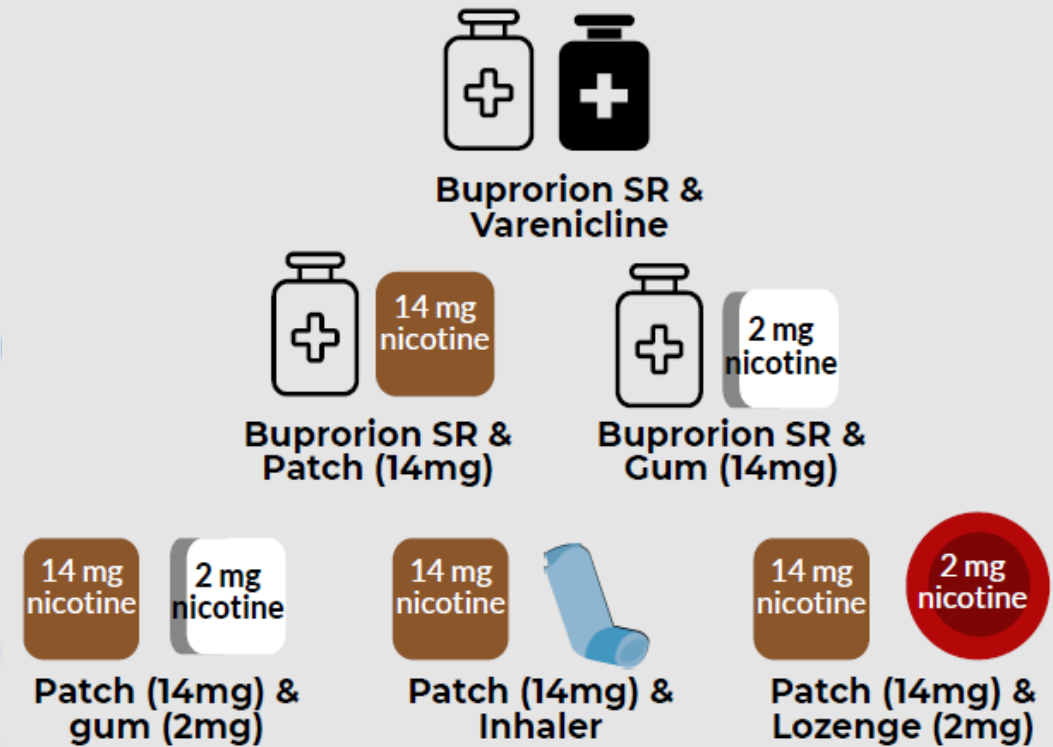 Buprorion SR &
Varenicline
14 mg
nicotine
2 mg
nicotine
Buprorion SR &
Patch (14mg)
Buprorion SR &
Gum (14mg)
14 mg
nicotine
2 mg
nicotine
14 mg
nicotine
14 mg
nicotine
2 mg
nicotine
Patch (14mg) &
gum (2mg)
Patch (14mg) &
Inhaler
Patch (14mg) &
Lozenge (2mg)